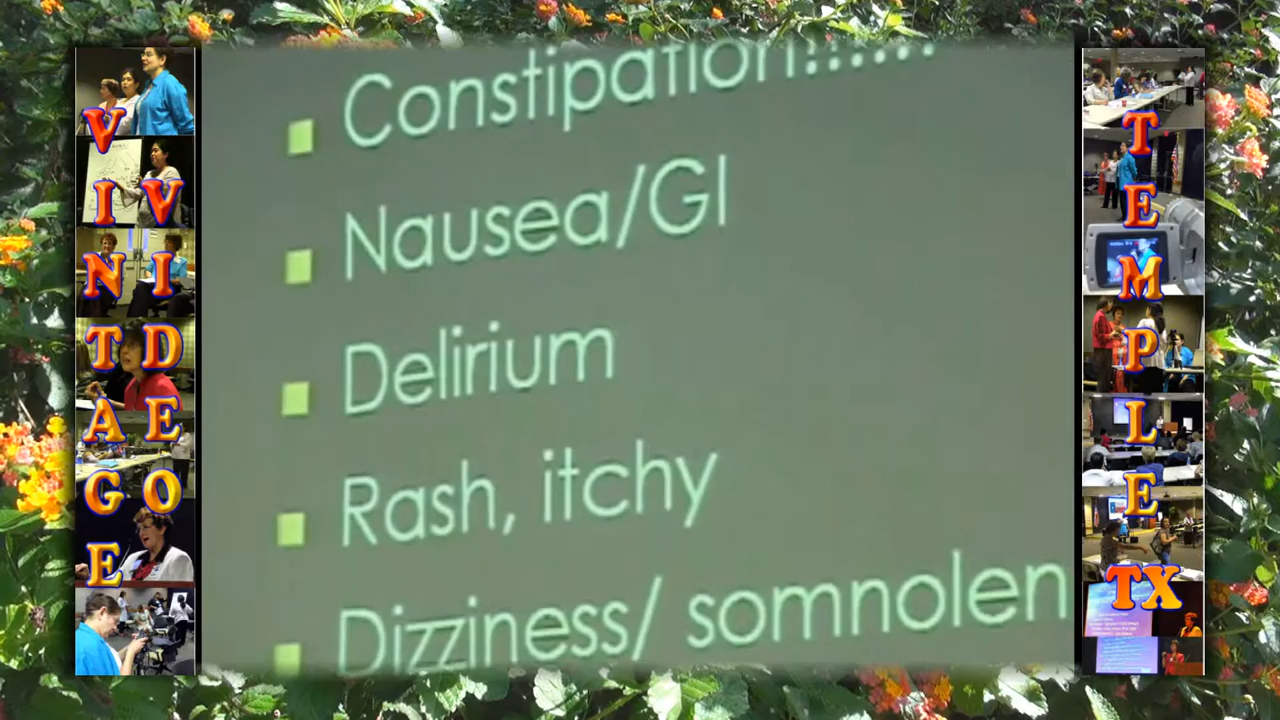 VINTAGE
VIDEO
Constipation!!....
Nausea/GI
Delirium
Rash, itchy
Dizziness/ somnolen
TEMPLE
TX